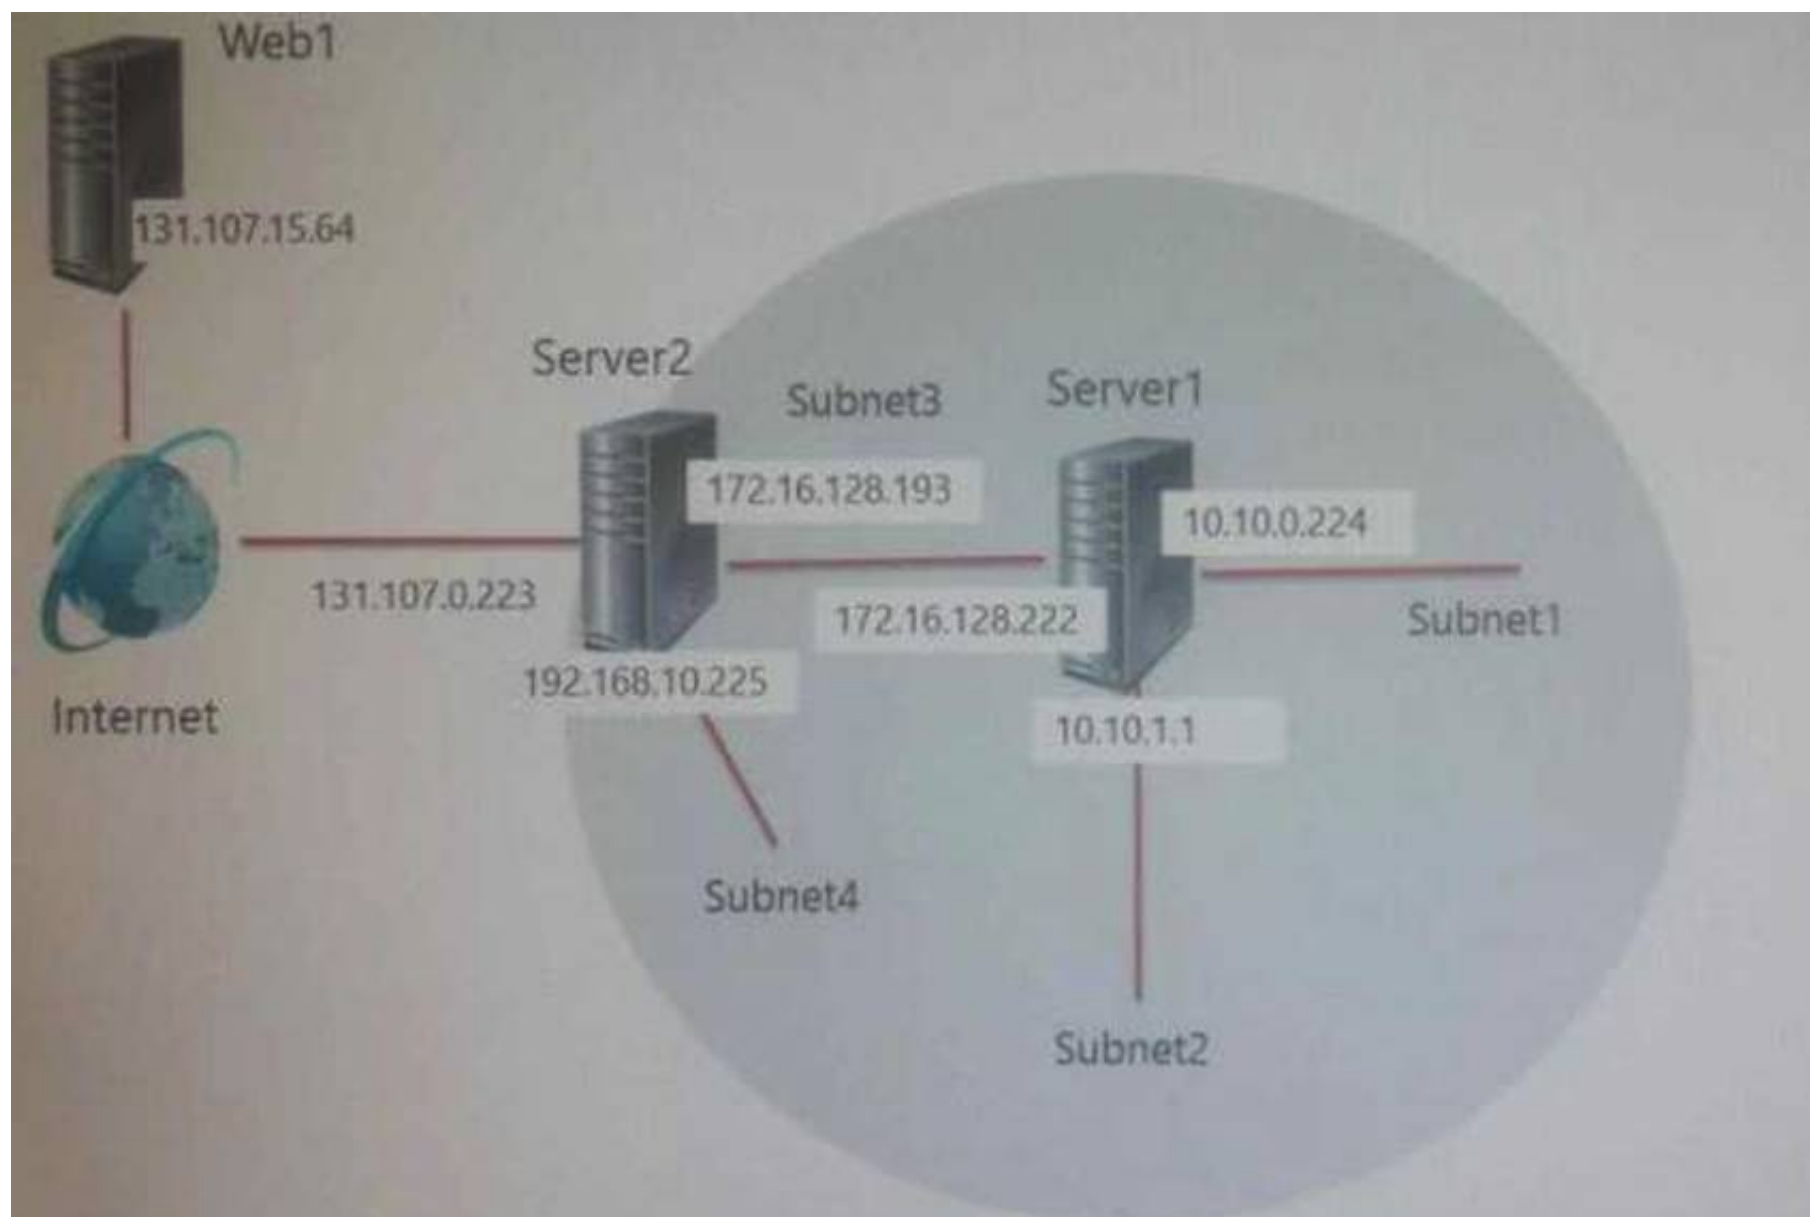 Web1
131.107.15.64
Server2
Subnet3
Server1
172.16.128.193
10.10.0.224
131.107.0.223
172.16.128.222
Subnet1
192.168.10.225
Internet
10.10.1.1
Subnet4
Subnet2